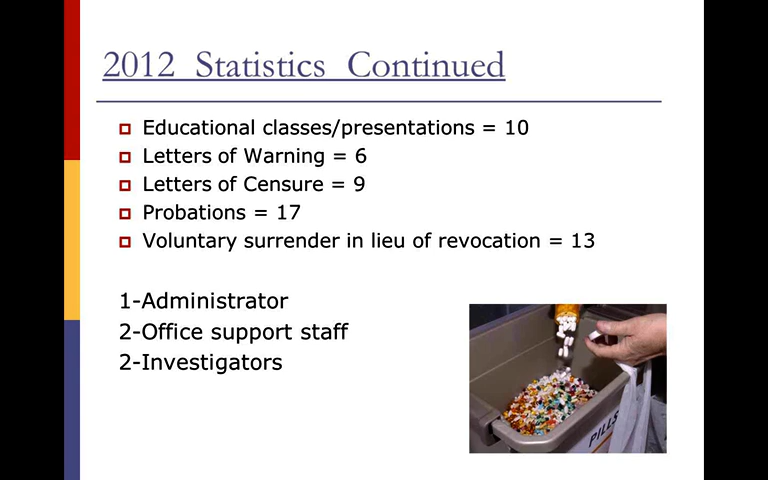 2012 Statistics Continued
Educational classes/presentations = 10
Letters of Warning = 6
Letters of Censure = 9
Probations = 17
Voluntary surrender in lieu of revocation = 13
1-Administrator
2-Office support staff
2-Investigators
PILLS